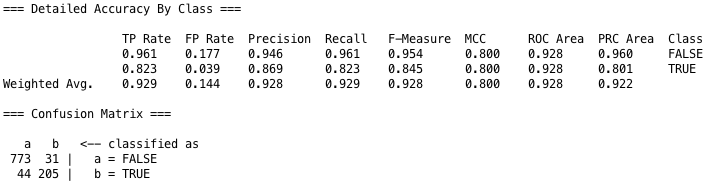 === Detailed Accuracy By Class ===
TP Rate FP Rate Precision Recall F-Measure MCC ROC Area PRC Area Class
0.961 0.177 0.946 0.961 0.954 0.800 0.928 0.960 FALSE
0.823 0.039 0.869 0.823 0.845 0.800 0.928 0.801 TRUE
Weighted Avg. 0.929 0.144 0.928 0.929 0.928 0.800 0.928 0.922
=== Confusion Matrix ===
a b <-- classified as
773 31 | a = FALSE
44 205 | b = TRUE